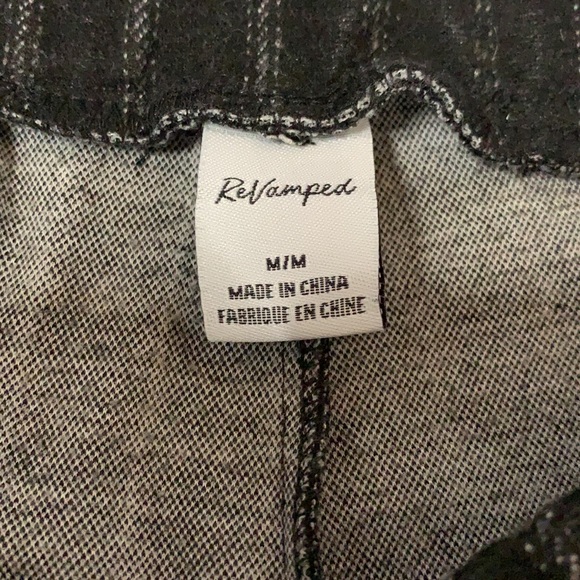 ReVamped
M/M
MADE IN CHINA
FABRIQUE EN CHINE